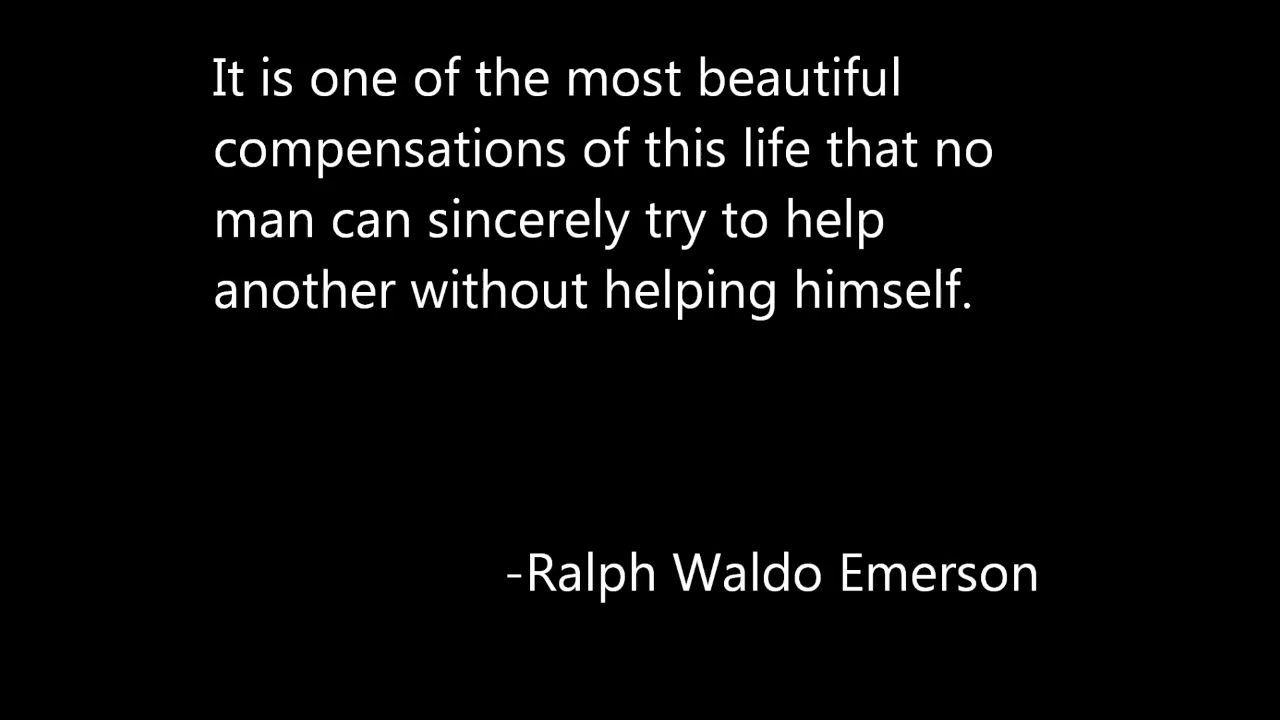 It is one of the most beautiful
compensations of this life that no
man can sincerely try to help
another without helping himself.
-Ralph Waldo Emerson